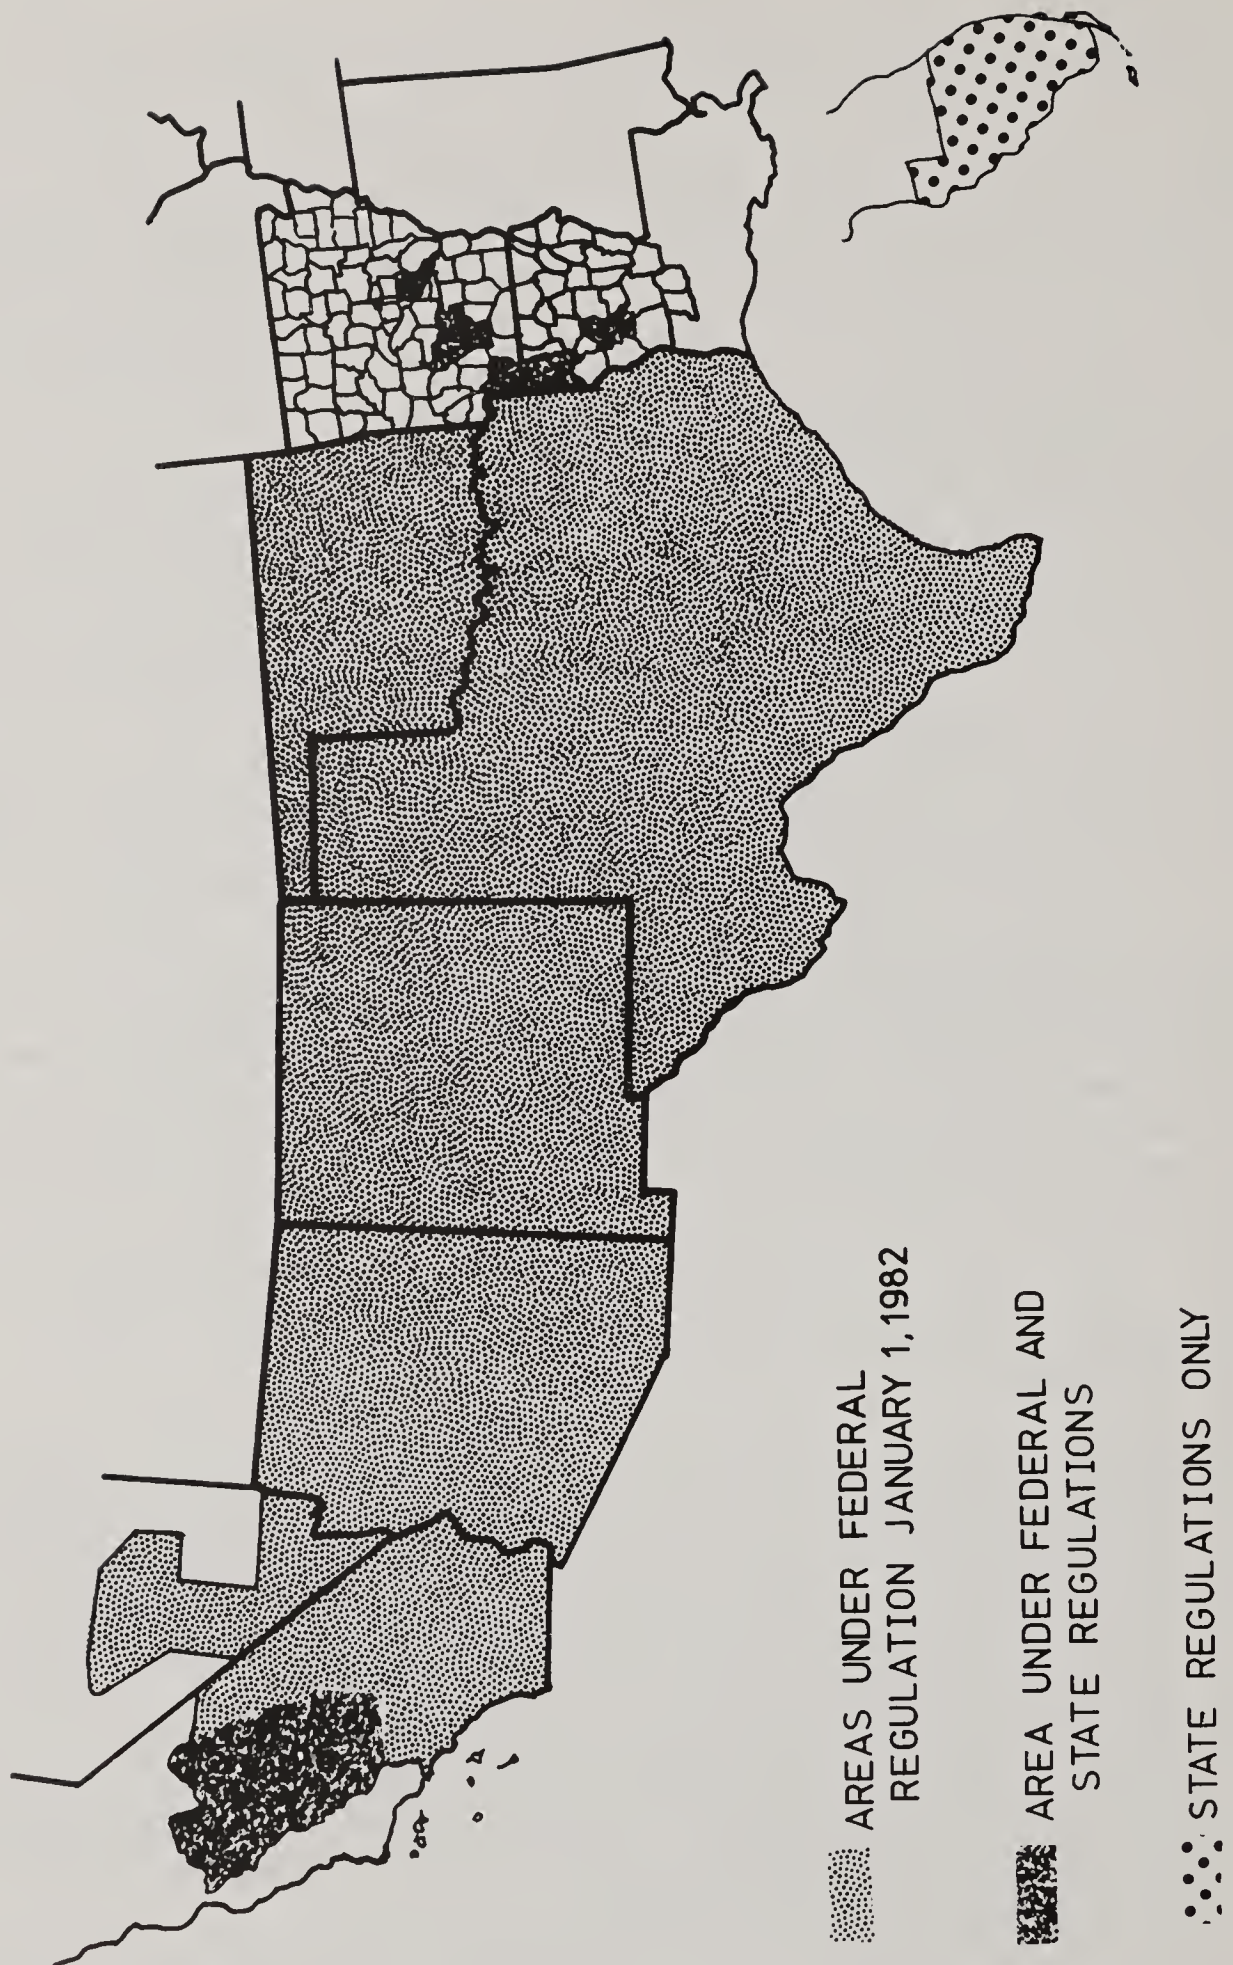 AREAS UNDER FEDERAL
REGULATION JANUARY 1,1982
AREA UNDER FEDERAL AND
STATE REGULATIONS
STATE REGULATIONS ONLY